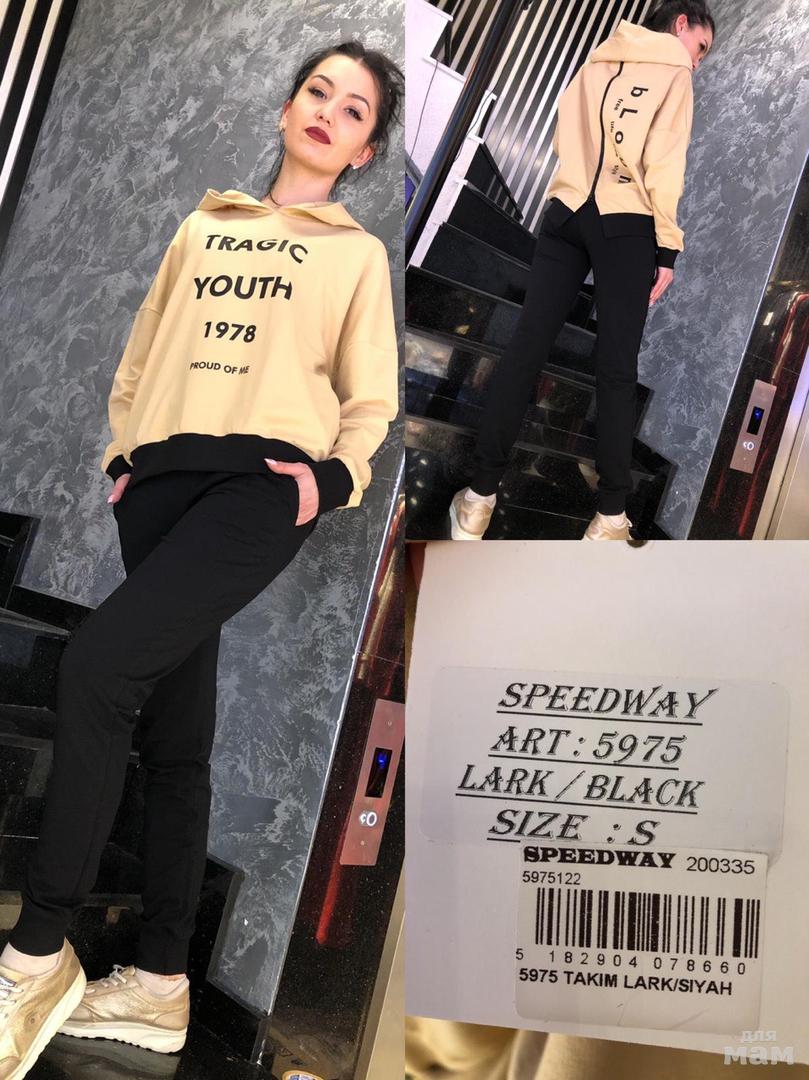 TRAGIC
YOUTH
1978
PROUD OF ME
SPEEDWAY
ART : 5975
LARK / BLACK
SIZE : S
SPEEDWAY 200335
5975122
5 182904 078660
5975 TAKIM LARK/SIYAH
для
мам